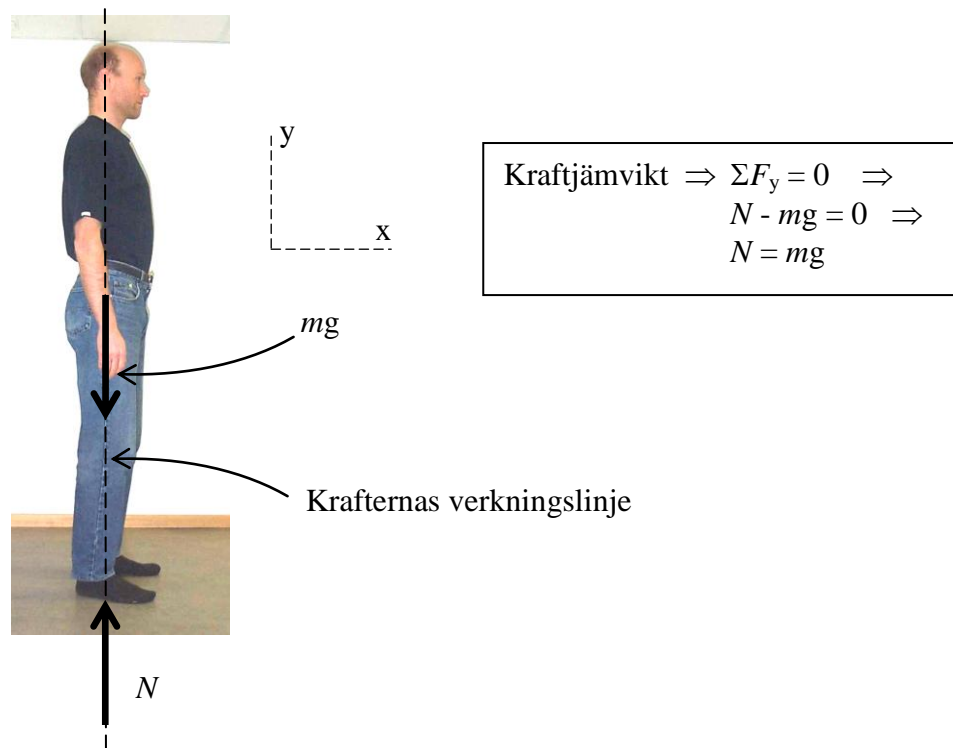 y
x
Kraftjämvikt ⇒ ΣFy = 0 ⇒
N - mg = 0 ⇒
N = mg
mg
Krafternas verkningslinje
N